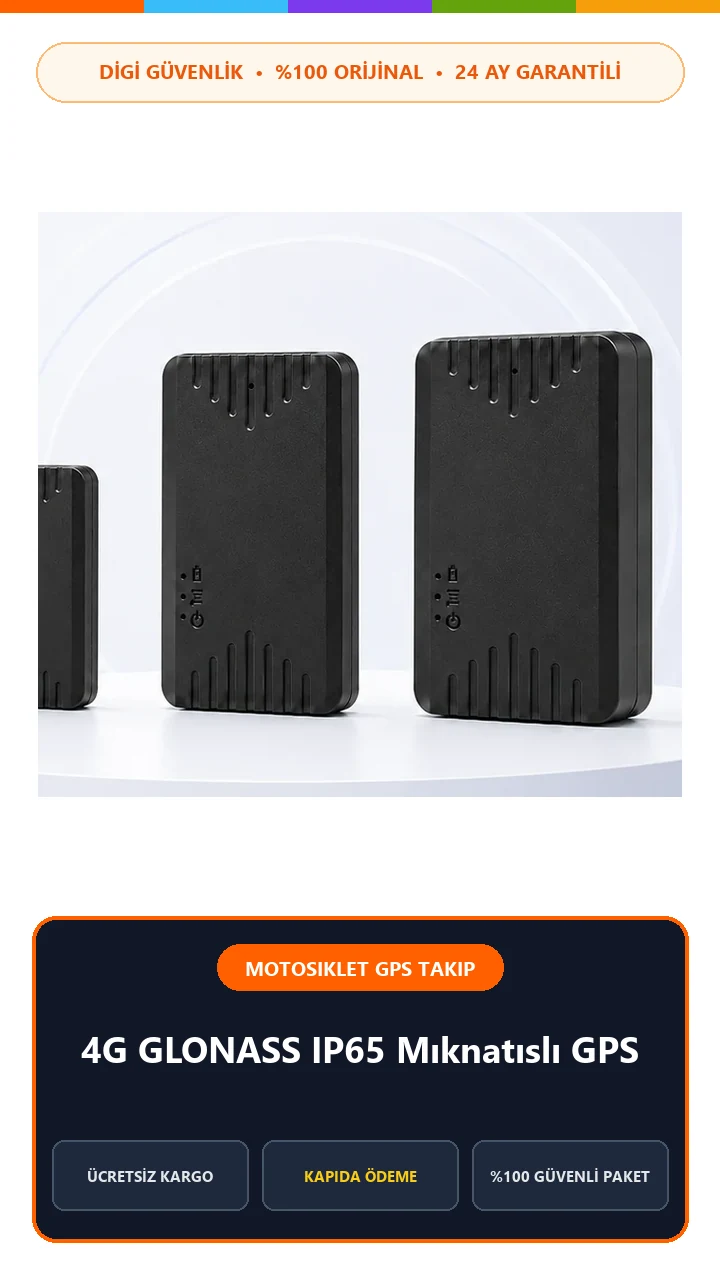 DİGİ GÜVENLİK • %100 ORİJİNAL • 24 AY GARANTİLİ
MOTOSIKLET GPS TAKIP
4G GLONASS IP65 Mıknatıslı GPS
ÜCRETSİZ KARGO
KAPIDA ÖDEME
%100 GÜVENLİ PAKET